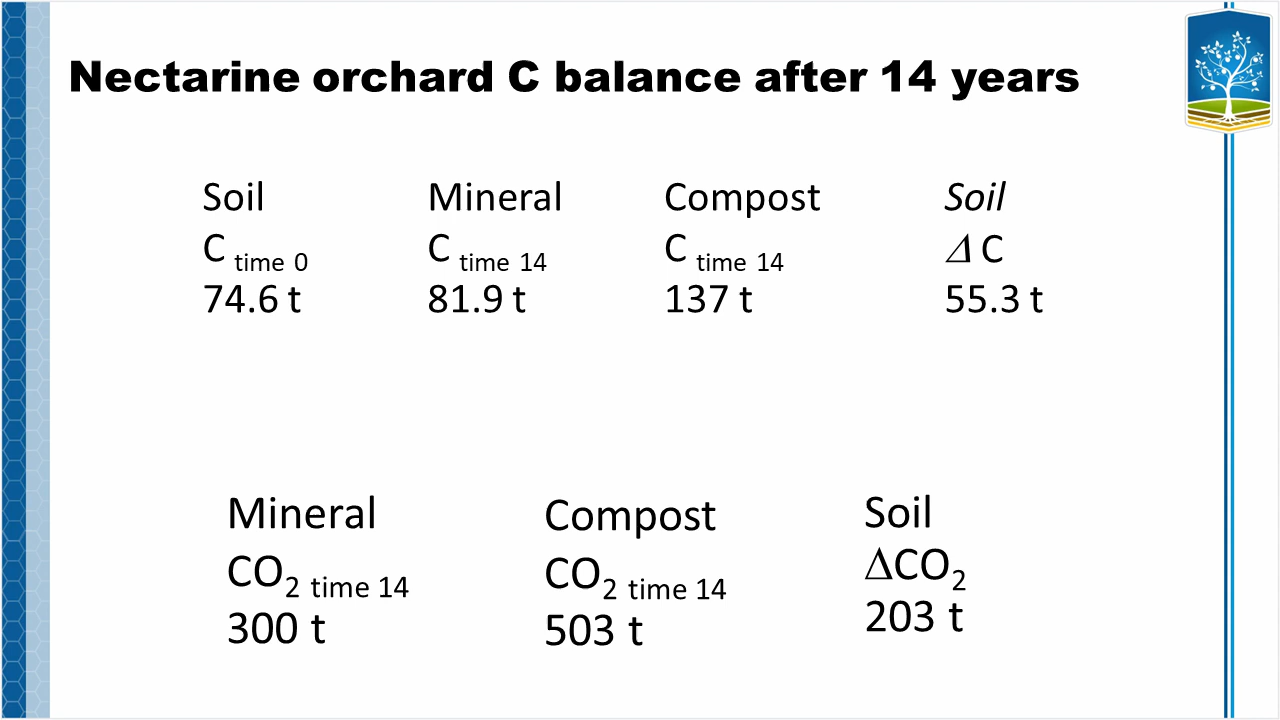 Nectarine orchard C balance after 14 years
Soil
C time 0
74.6 t
Mineral
C time 14
81.9 t
Compost
C time 14
137 t
Soil
Δ C
55.3 t
Mineral
CO2 time 14
300 t
Compost
CO2 time 14
503 t
Soil
ΔCO2
203 t